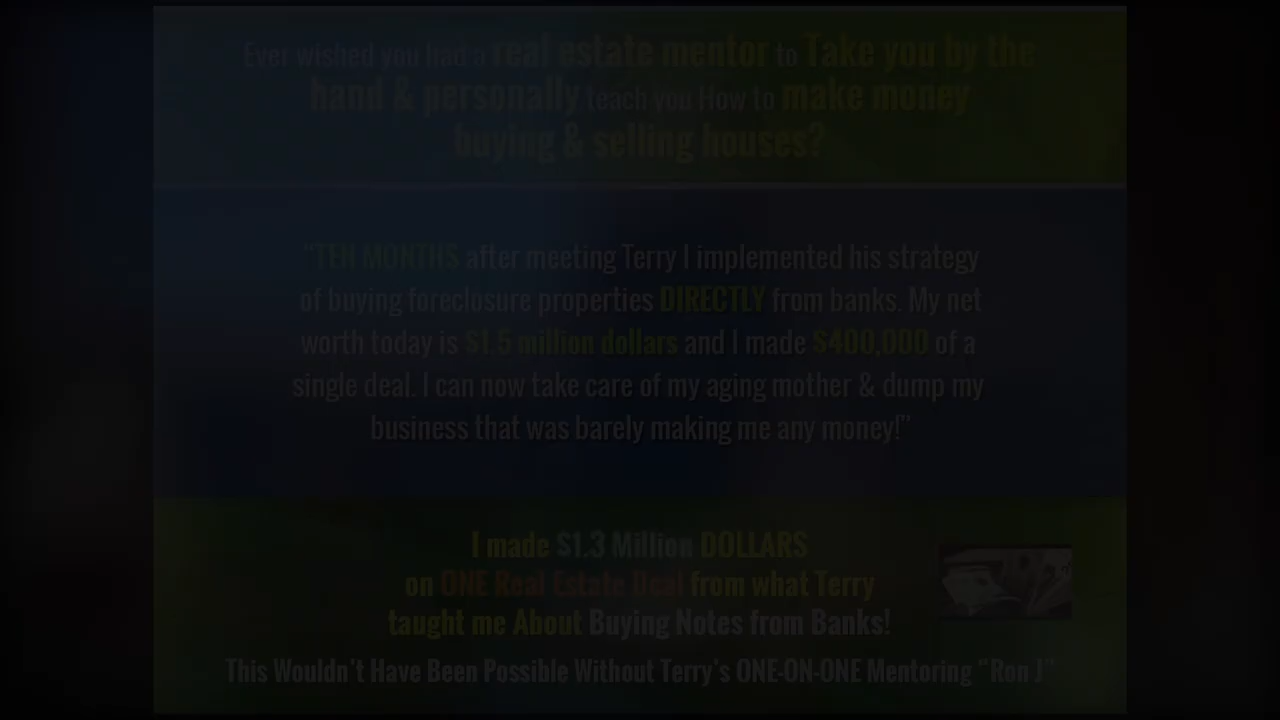 Ever wished you had a real estate mentor to Take you by the
hand & personally teach you How to make money
buying & selling houses?
"TEN MONTHS after meeting Terry I implemented his strategy
of buying foreclosure properties DIRECTLY from banks. My net
worth today is $1.5 million dollars and I made $400,000 of a
single deal. I can now take care of my aging mother & dump my
business that was barely making me any money!"
I made $1.3 Million DOLLARS
on ONE Real Estate Deal from what Terry
taught me About Buying Notes from Banks!
This Wouldn't Have Been Possible Without Terry's ONE-ON-ONE Mentoring "Ron J"